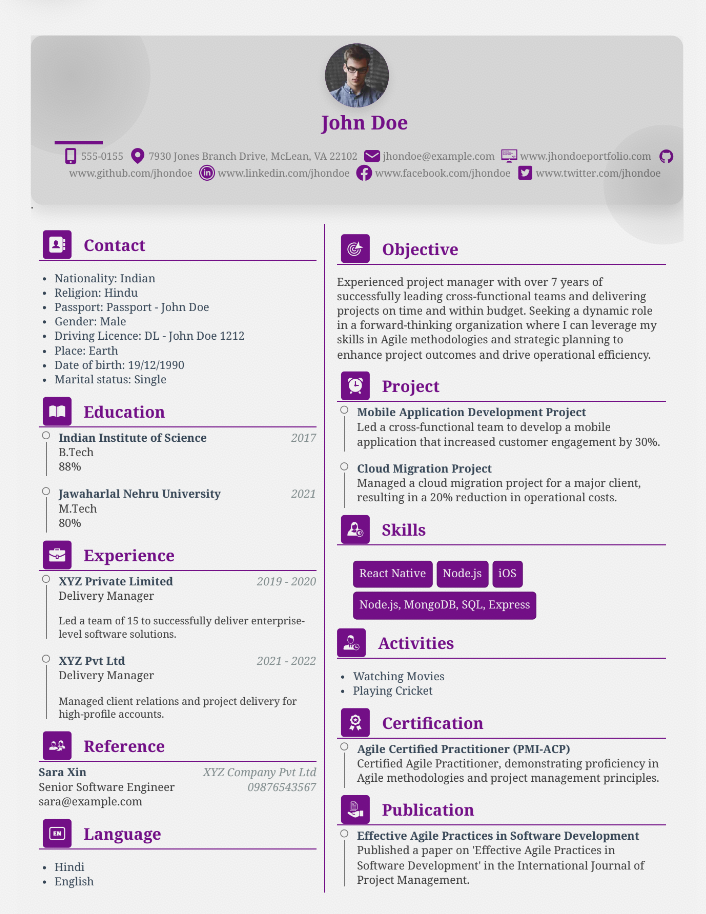 John Doe
555-0155 7930 Jones Branch Drive, McLean, VA 22102 jhondoe@example.com www.jhondoeportfolio.com
www.github.com/jhondoe www.linkedin.com/jhondoe www.facebook.com/jhondoe www.twitter.com/jhondoe
.
Contact
• Nationality: Indian
• Religion: Hindu
• Passport: Passport - John Doe
• Gender: Male
• Driving Licence: DL - John Doe 1212
• Place: Earth
• Date of birth: 19/12/1990
• Marital status: Single
Education
Indian Institute of Science 2017
B.Tech
88%
Jawaharlal Nehru University 2021
M.Tech
80%
Experience
XYZ Private Limited 2019 - 2020
Delivery Manager
Led a team of 15 to successfully deliver enterprise-
level software solutions.
XYZ Pvt Ltd 2021 - 2022
Delivery Manager
Managed client relations and project delivery for
high-profile accounts.
Reference
Sara Xin XYZ Company Pvt Ltd
Senior Software Engineer 09876543567
sara@example.com
EN
Language
• Hindi
• English
Objective
Experienced project manager with over 7 years of
successfully leading cross-functional teams and delivering
projects on time and within budget. Seeking a dynamic role
in a forward-thinking organization where I can leverage my
skills in Agile methodologies and strategic planning to
enhance project outcomes and drive operational efficiency.
Project
Mobile Application Development Project
Led a cross-functional team to develop a mobile
application that increased customer engagement by 30%.
Cloud Migration Project
Managed a cloud migration project for a major client,
resulting in a 20% reduction in operational costs.
Skills
React Native Node.js iOS
Node.js, MongoDB, SQL, Express
Activities
• Watching Movies
• Playing Cricket
Certification
Agile Certified Practitioner (PMI-ACP)
Certified Agile Practitioner, demonstrating proficiency in
Agile methodologies and project management principles.
Publication
Effective Agile Practices in Software Development
Published a paper on 'Effective Agile Practices in
Software Development' in the International Journal of
Project Management.